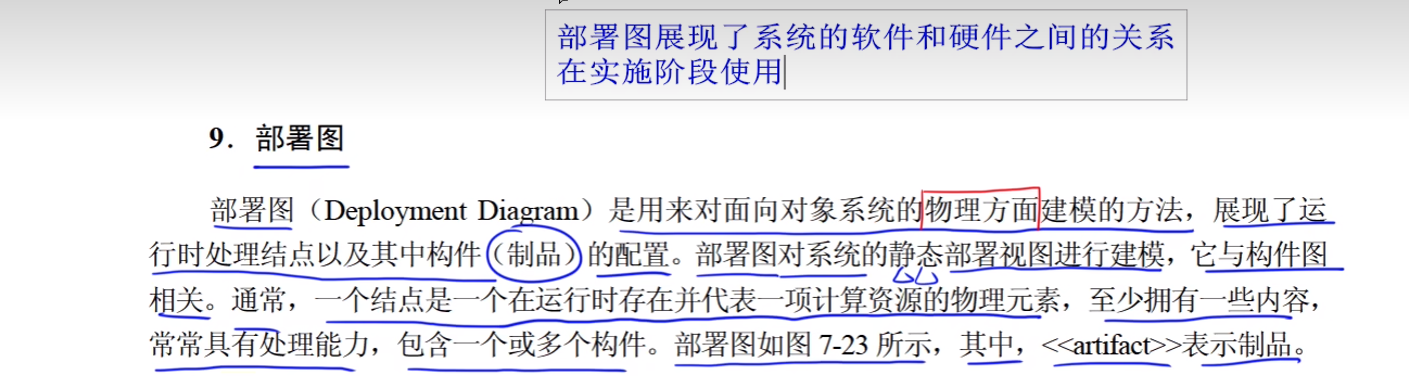 部署图展现了系统的软件和硬件之间的关系
在实施阶段使用
9．部署图
部署图（Deployment Diagram）是用来对面向对象系统的物理方面建模的方法，展现了运
行时处理结点以及其中构件（制品）的配置。部署图对系统的静态部署视图进行建模，它与构件图
相关。通常，一个结点是一个在运行时存在并代表一项计算资源的物理元素，至少拥有一些内容，
常常具有处理能力，包含一个或多个构件。部署图如图 7-23 所示，其中，<<artifact>>表示制品。